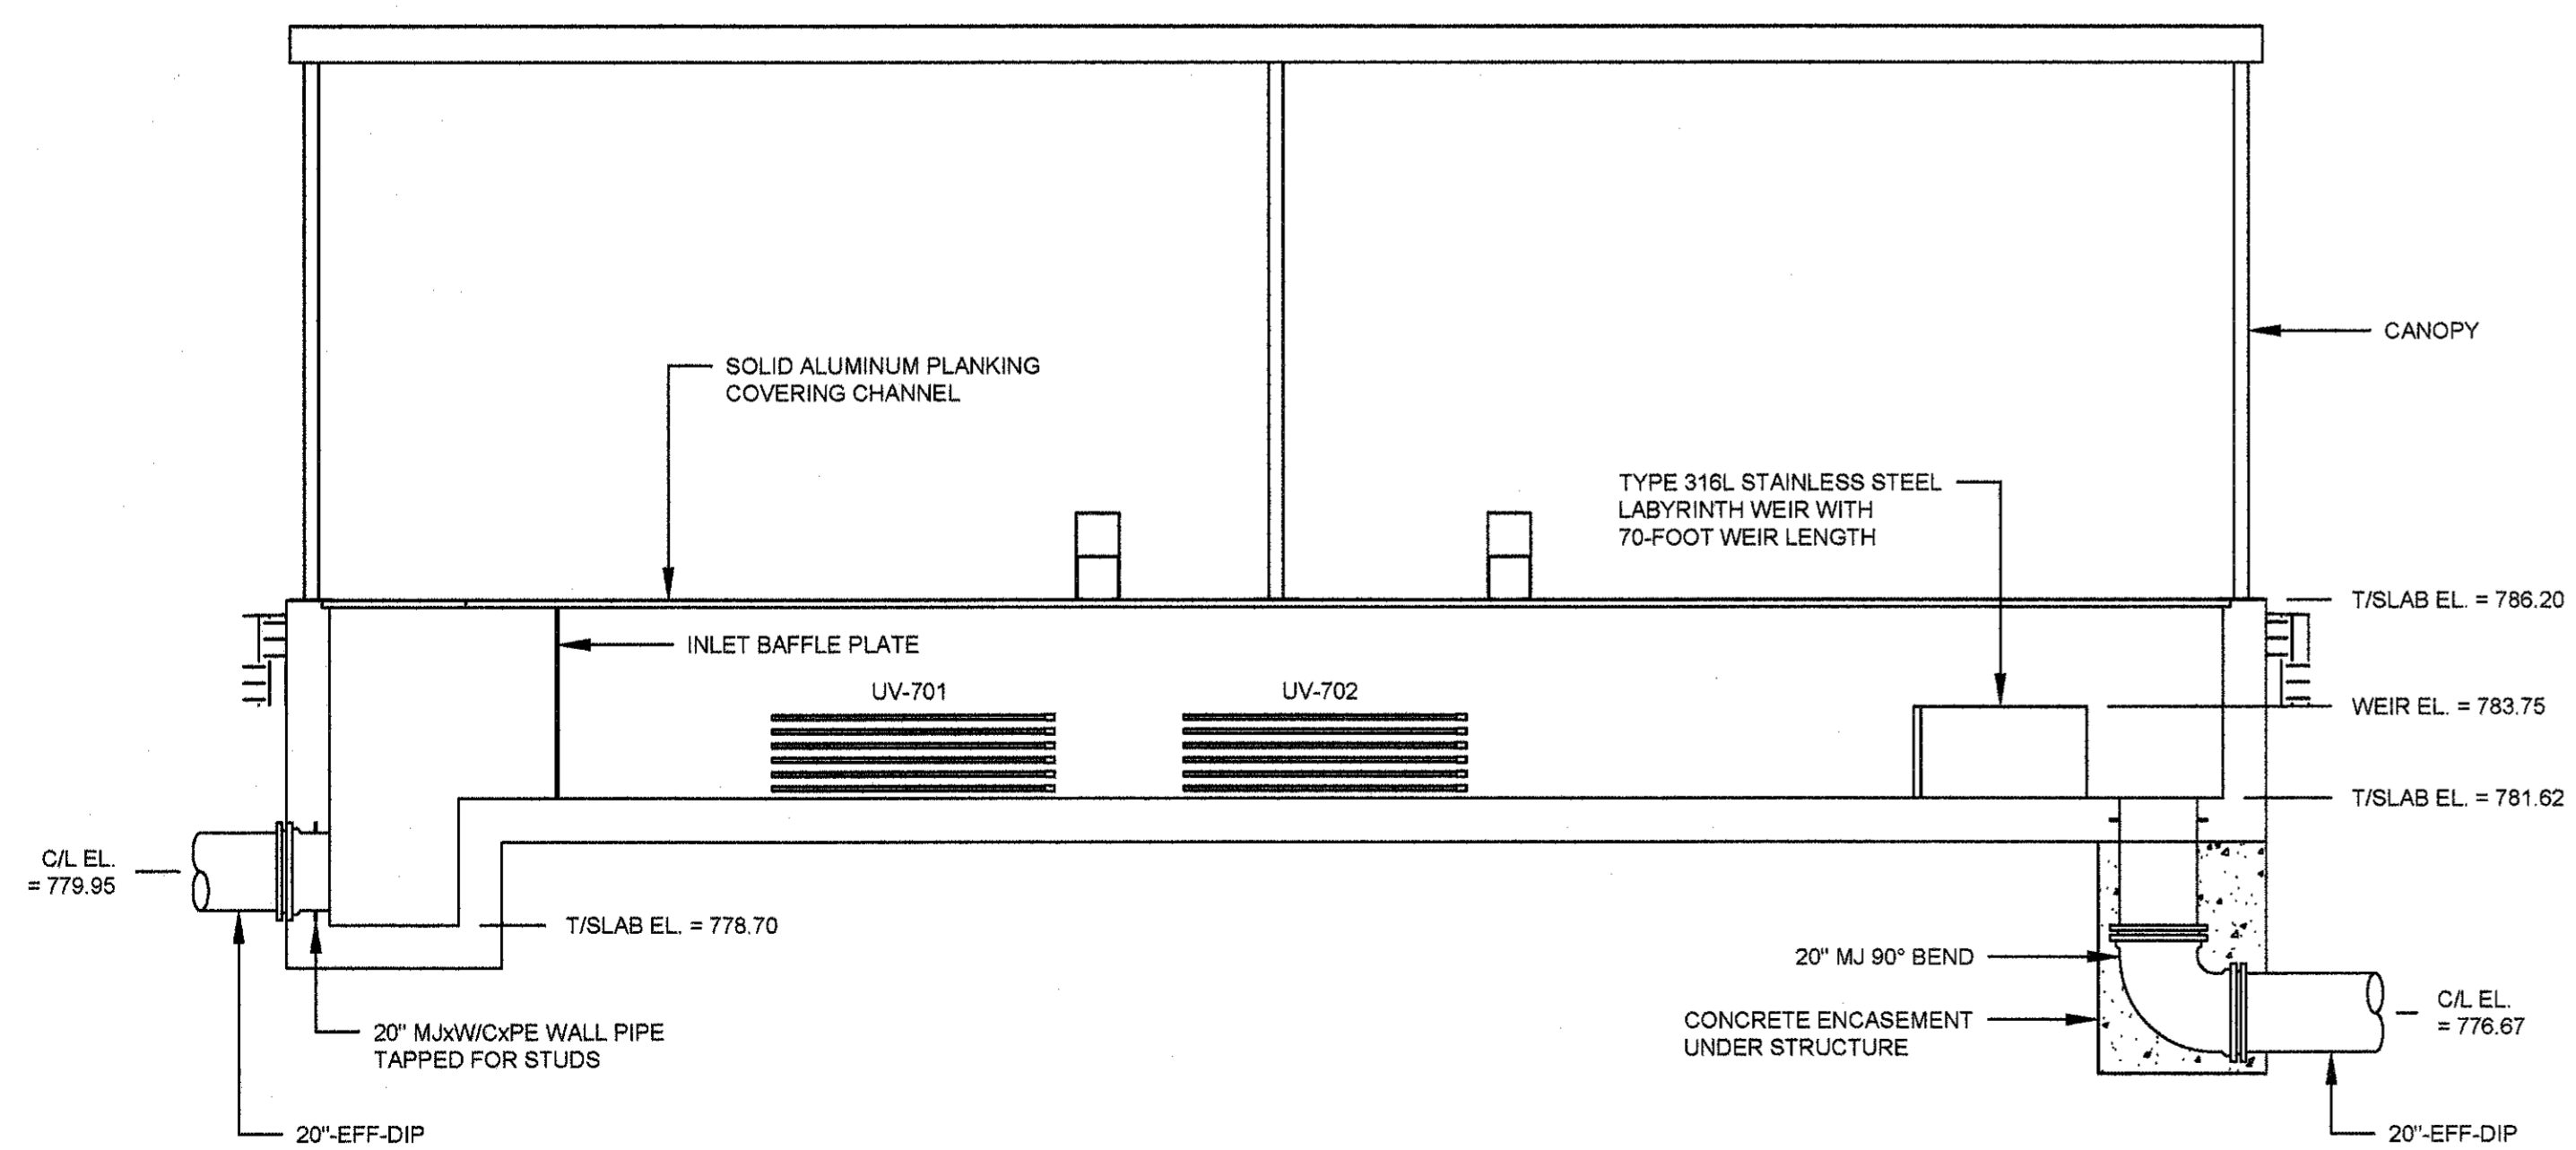 CANOPY
SOLID ALUMINUM PLANKING
COVERING CHANNEL
TYPE 316L STAINLESS STEEL
LABYRINTH WEIR WITH
70-FOOT WEIR LENGTH
T/SLAB EL. = 786.20
INLET BAFFLE PLATE
UV-701
UV-702
WEIR EL. = 783.75
T/SLAB EL. = 781.62
C/L EL.
= 779.95
T/SLAB EL. = 778.70
20" MJ 90° BEND
C/L EL.
= 776.67
CONCRETE ENCASEMENT
UNDER STRUCTURE
20" MJxW/CxPE WALL PIPE
TAPPED FOR STUDS
20"-EFF-DIP
20"-EFF-DIP